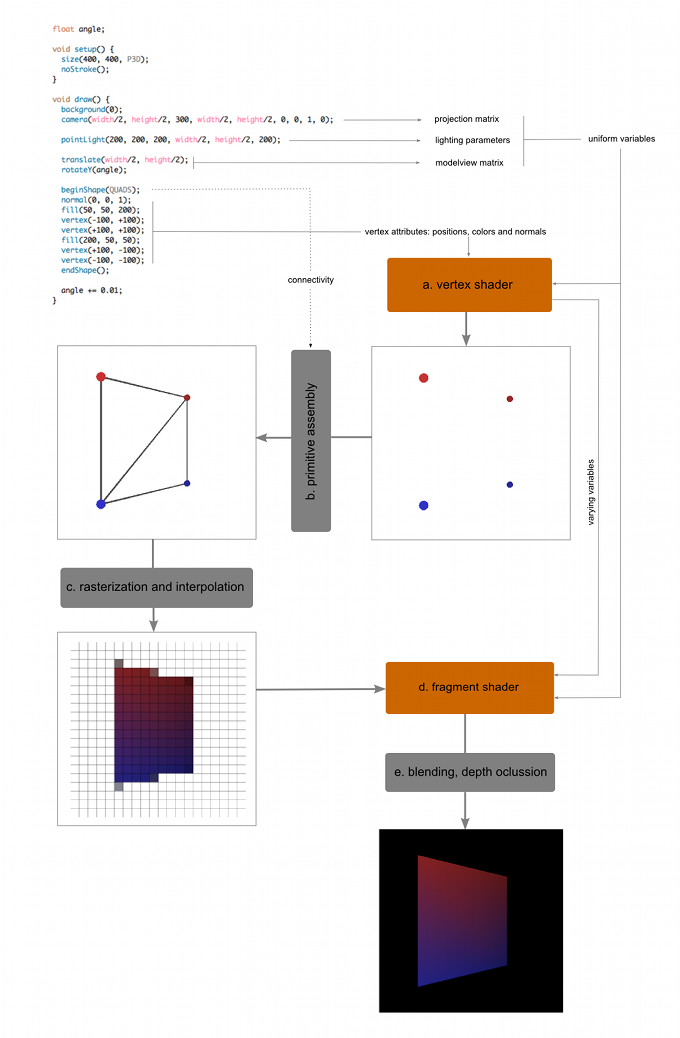 float angle;
void setup() {
size(400, 400, P3D);
noStroke();
}
void draw() {
background(0);
camera(width/2, height/2, 300, width/2, height/2, 0, 0, 1, 0);
projection matrix
uniform variables
pointLight(200, 200, 200, width/2, height/2, 200);
lighting parameters
translate(width/2, height/2);
modelview matrix
rotateY(angle);
beginShape(QUADS);
normal(0, 0, 1);
fill(50, 50, 200);
vertex(-100, +100);
vertex(+100, +100);
vertex attributes: positions, colors and normals
fill(200, 50, 50);
vertex(+100, -100);
vertex(-100, -100);
endShape();
connectivity
a. vertex shader
angle += 0.01;
}
b. primitive assembly
varying variables
c. rasterization and interpolation
d. fragment shader
e. blending, depth oclussion